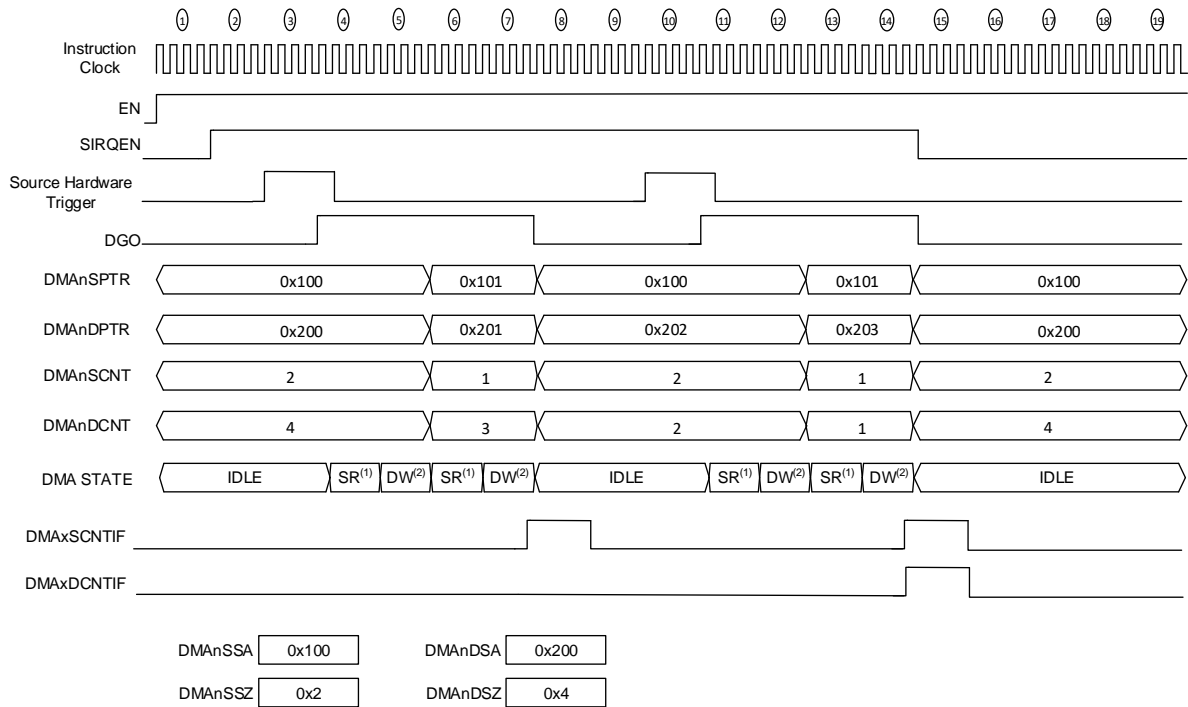 1 2 3 4 5 6 7 8 9 10 11 12 13 14 15 16 17 18 19
Instruction
Clock
EN
SIRQEN
Source Hardware
Trigger
DGO
DMAnSPTR 0x100 0x101 0x100 0x101 0x100
DMAnDPTR 0x200 0x201 0x202 0x203 0x200
DMAnSCNT 2 1 2 1 2
DMAnDCNT 4 3 2 1 4
DMA STATE IDLE SR(1) DW(2) SR(1) DW(2) IDLE SR(1) DW(2) SR(1) DW(2) IDLE
DMAxSCNTIF
DMAxDCNTIF
DMAnSSA 0x100 DMAnDSA 0x200
DMAnSSZ 0x2 DMAnDSZ 0x4